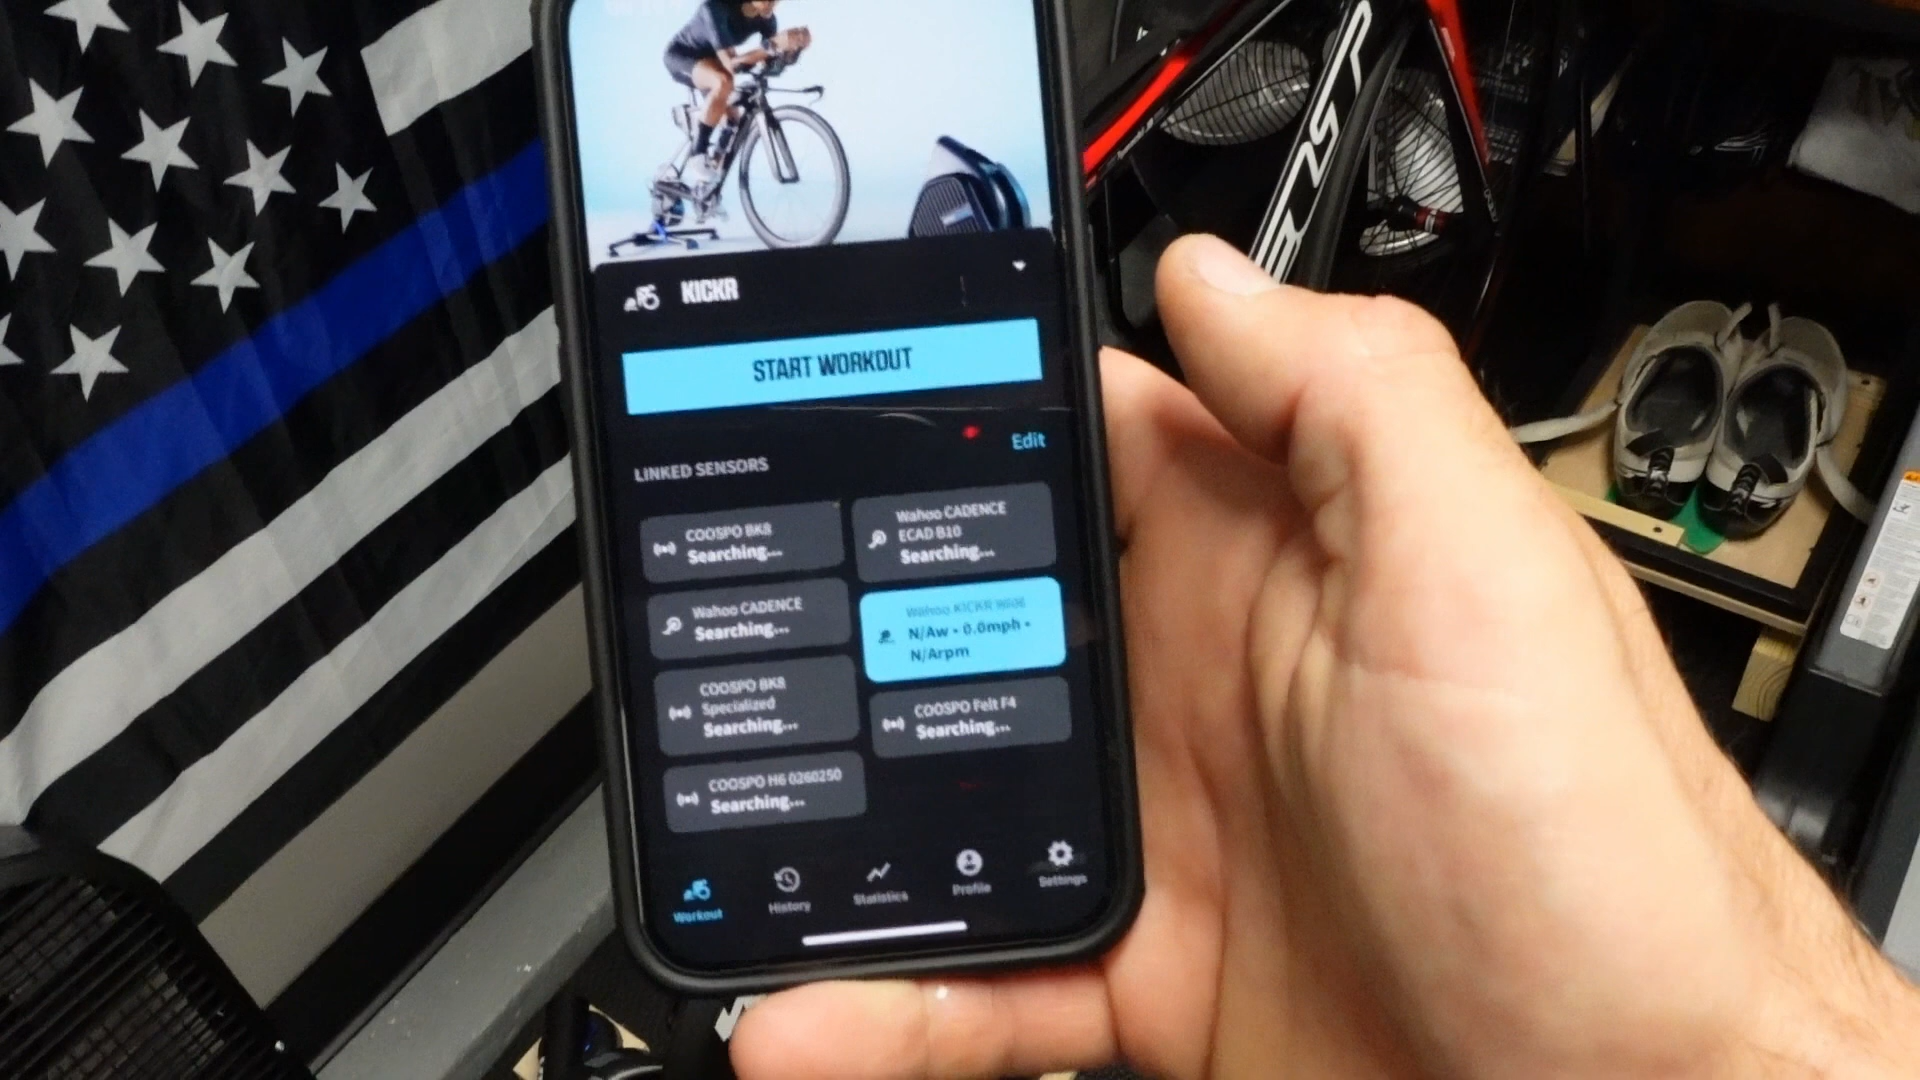 KICKR
START WORKOUT
Edit
LINKED SENSORS
COOSPO BK8
Searching...
Wahoo CADENCE
ECAD B10
Searching...
Wahoo CADENCE
Searching...
Wahoo KICKR
N/Aw • 0.0mph •
N/Arpm
COOSPO BK8
Specialized
Searching...
COOSPO Felt F4
Searching...
COOSPO H6 0260250
Searching...
Workout
History
Statistics
Profile
Settings